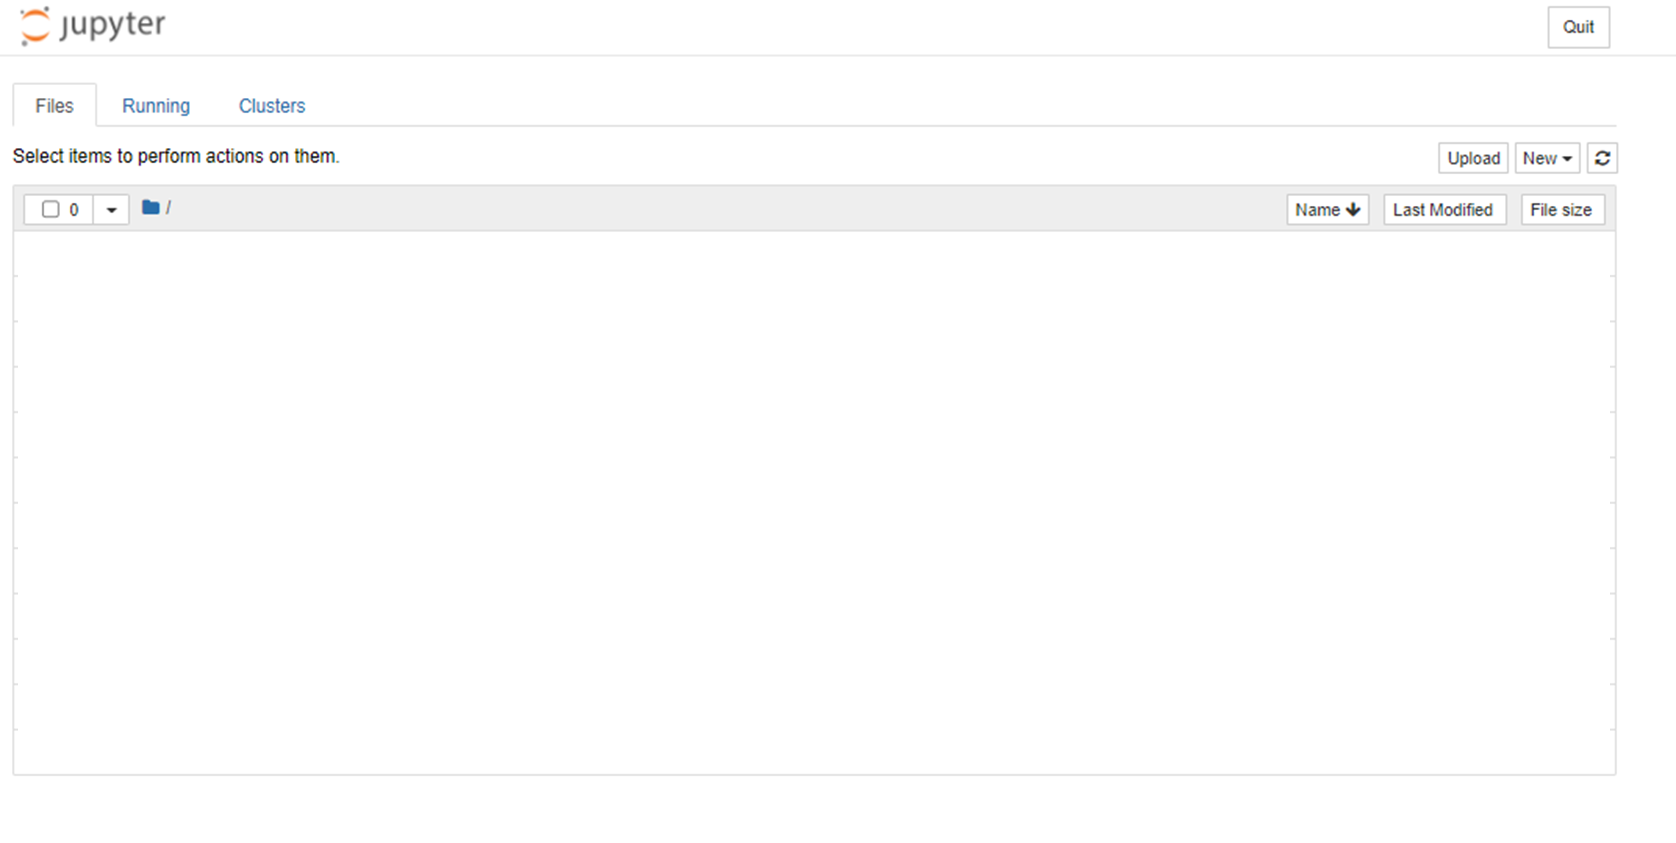 jupyter
Quit
Files Running Clusters
Select items to perform actions on them.
Upload New
0 / Name Last Modified File size